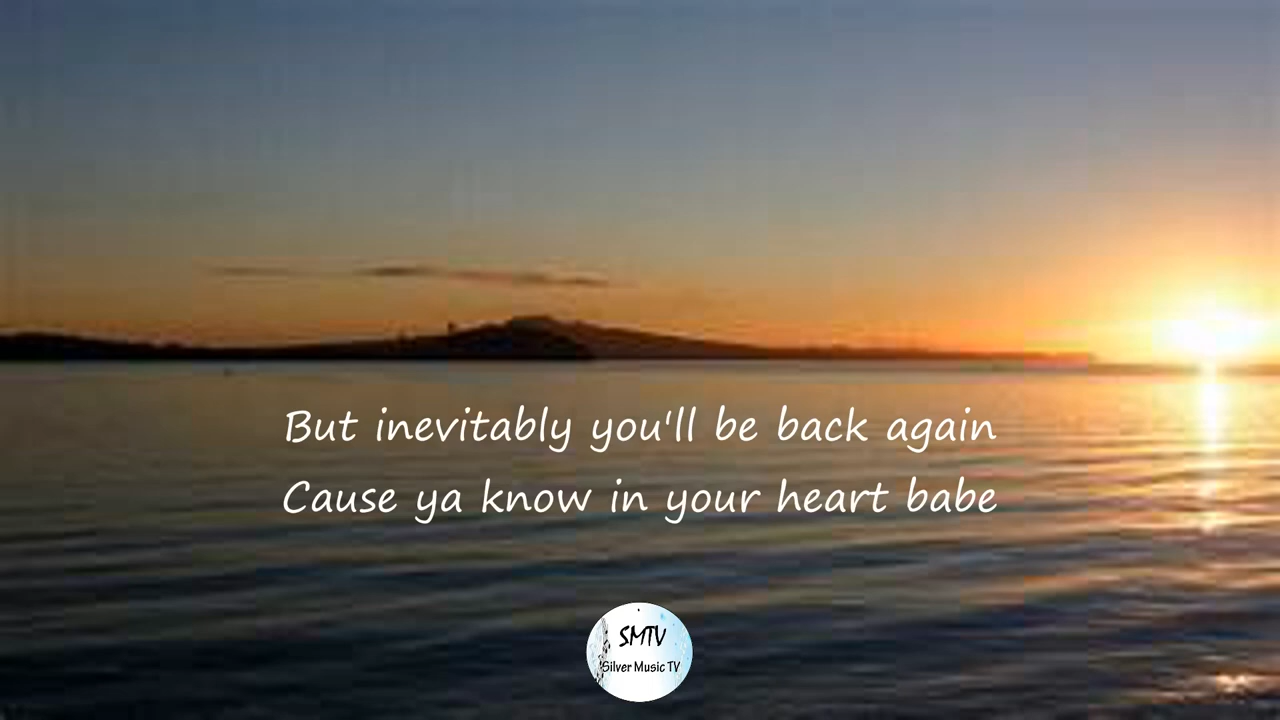 But inevitably you'll be back again
Cause ya know in your heart babe
SMTV
Silver Music TV